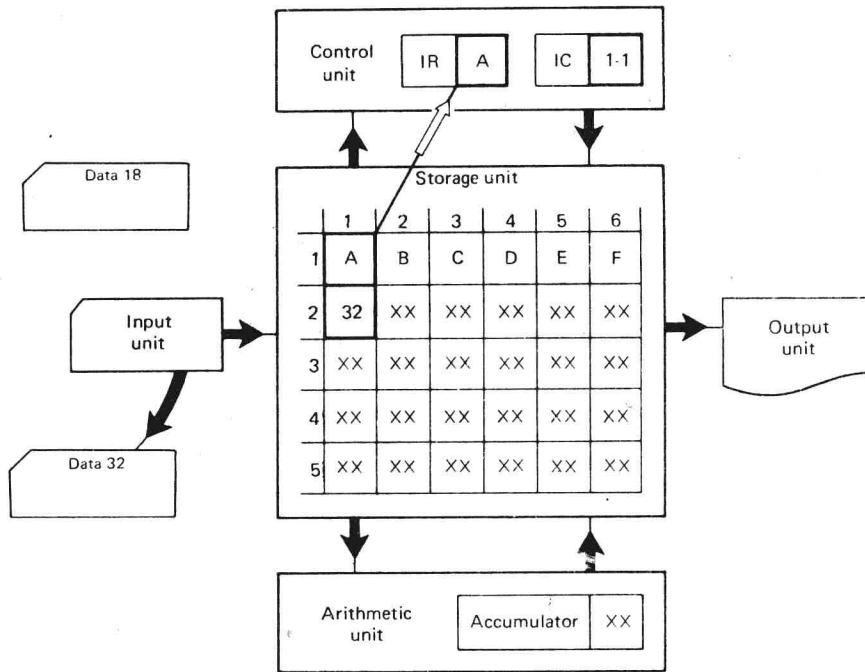 Control
unit
IR A
IC 1-1
Data 18
Storage unit
1 2 3 4 5 6
1 A B C D E F
2 32 XX XX XX XX XX
3 XX XX XX XX XX XX
4 XX XX XX XX XX XX
5 XX XX XX XX XX XX
Input
unit
Output
unit
Data 32
Arithmetic
unit
Accumulator XX